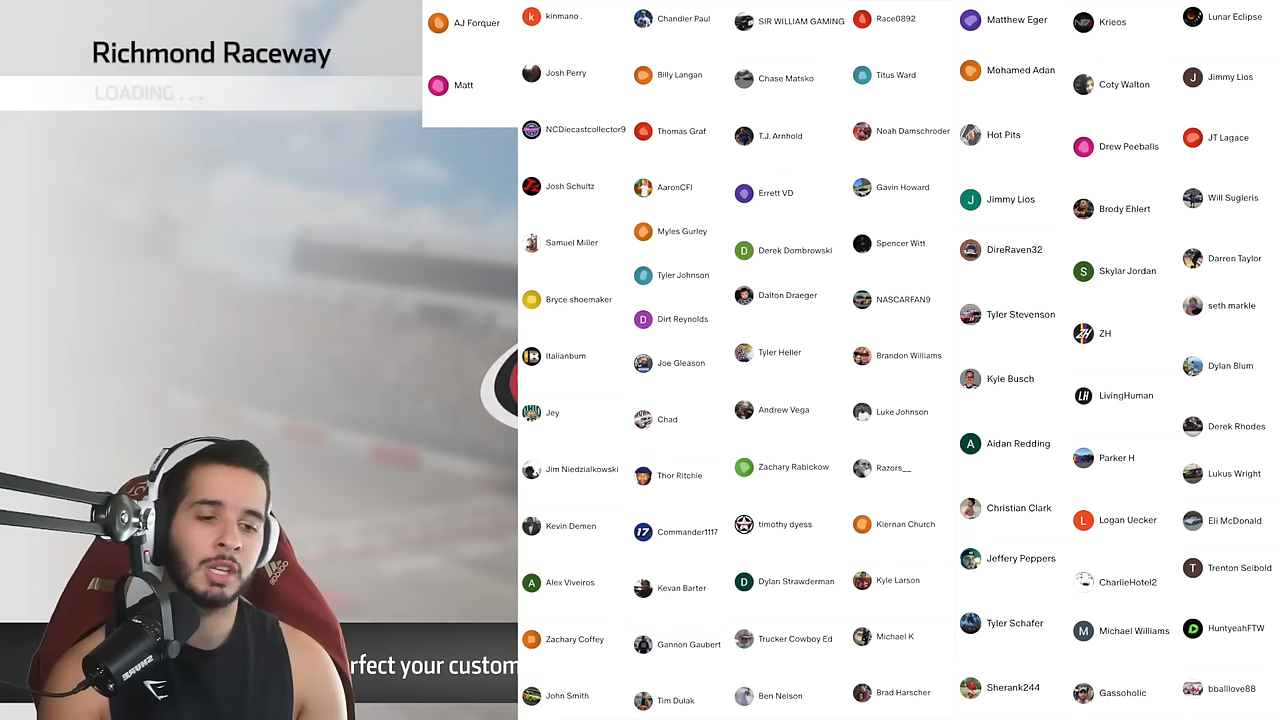 Richmond Raceway
LOADING . . .
rfect your custom
AJ Forquer
Matt
kinmano .
Josh Perry
NCDiecastcollector9
Josh Schultz
Samuel Miller
Bryce shoemaker
Italianbum
Jey
Jim Niedzialkowski
Kevin Demen
Alex Viveiros
Zachary Coffey
John Smith
Chandler Paul
Billy Langan
Thomas Graf
AaronCFI
Myles Gurley
Tyler Johnson
D
Dirt Reynolds
Joe Gleason
Chad
Thor Ritchie
17
Commander1117
Kevan Barter
Gannon Gaubert
Tim Dulak
SIR WILLIAM GAMING
Chase Matsko
T.J. Arnhold
Errett VD
D
Derek Dombrowski
Dalton Draeger
Tyler Heller
Andrew Vega
Zachary Rabickow
timothy dyess
D
Dylan Strawderman
Trucker Cowboy Ed
Ben Nelson
Race0892
Titus Ward
Noah Damschroder
Gavin Howard
Spencer Witt
NASCARFAN9
Brandon Williams
Luke Johnson
Razors__
Kiernan Church
Kyle Larson
Michael K
Brad Harscher
Matthew Eger
Mohamed Adan
Hot Pits
J
Jimmy Lios
DireRaven32
Tyler Stevenson
Kyle Busch
A
Aidan Redding
Christian Clark
Jeffery Peppers
Tyler Schafer
Sherank244
Krieos
Coty Walton
Drew Peeballs
Brody Ehlert
S
Skylar Jordan
ZH
ZH
LH
LivingHuman
Parker H
L
Logan Uecker
CharlieHotel2
M
Michael Williams
Gassoholic
Lunar Eclipse
J
Jimmy Lios
JT Lagace
Will Sugleris
Darren Taylor
seth markle
Dylan Blum
Derek Rhodes
Lukus Wright
Eli McDonald
T
Trenton Seibold
HuntyeahFTW
bballlove88
k
A
adidas
SHURE